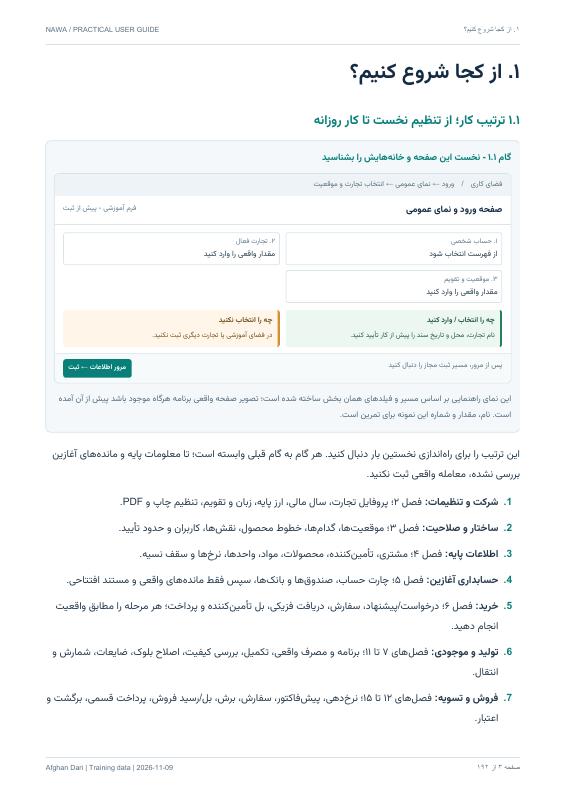 ۱. از کجا شروع کنیم؟
NAWA / PRACTICAL USER GUIDE
۱. از کجا شروع کنیم؟
۱.۱ ترتیب کار؛ از تنظیم نخست تا کار روزانه
گام ۱.۱ - نخست این صفحه و خانه‌هایش را بشناسید
فضای کاری / ورود ← نمای عمومی ← انتخاب تجارت و موقعیت
صفحه ورود و نمای عمومی
فرم آموزشی - پیش از ثبت
۱. حساب شخصی
از فهرست انتخاب شود
۲. تجارت فعال
مقدار واقعی را وارد کنید
۳. موقعیت و تقویم
مقدار واقعی را وارد کنید
چه را انتخاب / وارد کنید
نام تجارت، محل و تاریخ سند را پیش از کار تأیید کنید.
چه را انتخاب نکنید
در فضای آموزشی یا تجارت دیگری ثبت نکنید.
پس از مرور، مسیر ثبت مجاز را دنبال کنید
مرور اطلاعات ← ثبت
این نمای راهنمایی بر اساس مسیر و فیلدهای همان بخش ساخته شده است؛ تصویر صفحه واقعی برنامه هرگاه موجود باشد پیش از آن آمده
است. نام، مقدار و شماره این نمونه برای تمرین است.
این ترتیب را برای راه‌اندازی نخستین بار دنبال کنید. هر گام به گام قبلی وابسته است؛ تا معلومات پایه و مانده‌های آغازین
بررسی نشده، معامله واقعی ثبت نکنید.
1. شرکت و تنظیمات: فصل ۲؛ پروفایل تجارت، سال مالی، ارز پایه، زبان و تقویم، تنظیم چاپ و PDF.
2. ساختار و صلاحیت: فصل ۳؛ موقعیت‌ها، گدام‌ها، خطوط محصول، نقش‌ها، کاربران و حدود تأیید.
3. اطلاعات پایه: فصل ۴؛ مشتری، تأمین‌کننده، محصولات، مواد، واحدها، نرخ‌ها و سقف نسیه.
4. حسابداری آغازین: فصل ۵؛ چارت حساب، صندوق‌ها و بانک‌ها، سپس فقط مانده‌های واقعی و مستند افتتاحی.
5. خرید: فصل ۶؛ درخواست/پیشنهاد، سفارش، دریافت فزیکی، بل تأمین‌کننده و پرداخت؛ هر مرحله را مطابق واقعیت
انجام دهید.
6. تولید و موجودی: فصل‌های ۷ تا ۱۱؛ برنامه و مصرف واقعی، تکمیل، بررسی کیفیت، اصلاح بلوک، ضایعات، شمارش و
انتقال.
7. فروش و تسویه: فصل‌های ۱۲ تا ۱۵؛ نرخ‌دهی، پیش‌فاکتور، سفارش، برش، بل/رسید فروش، پرداخت قسمی، برگشت و
اعتبار.
صفحه ۳ از ۱۹۲
Afghan Dari | Training data | 2026-11-09